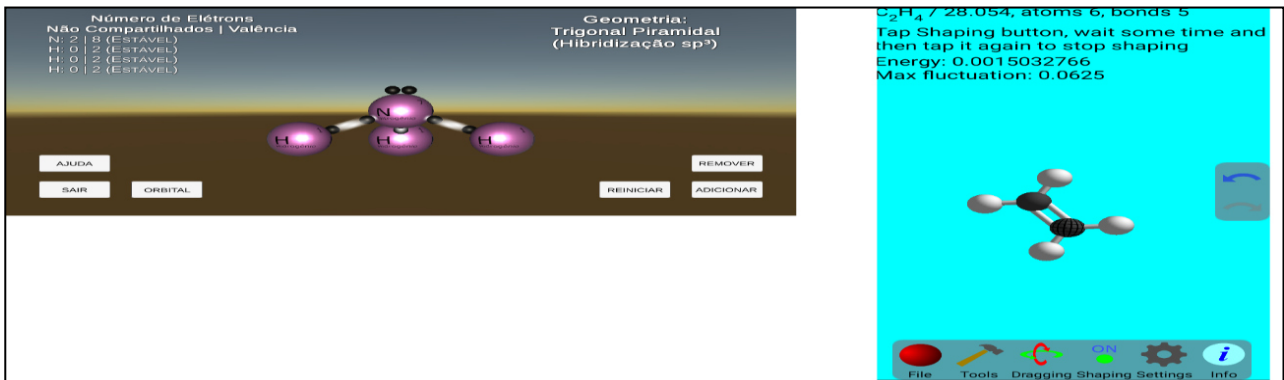 Número de Elétrons
Não Compartilhados | Valência
N: 2 | 8 (Estável)
H: 0 | 2 (Estável)
H: 0 | 2 (Estável)
H: 0 | 2 (Estável)
Geometria:
Trigonal Piramidal
(Hibridização sp³)
N
H
H
H
AJUDA
SAIR
ORBITAL
REMOVER
REINICIAR
ADICIONAR
C₂H₄ / 28.054, atoms 6, bonds 5
Tap Shaping button, wait some time and
then tap it again to stop shaping
Energy: 0.0015032766
Max fluctuation: 0.0625
ON
File Tools Dragging Shaping Settings Info